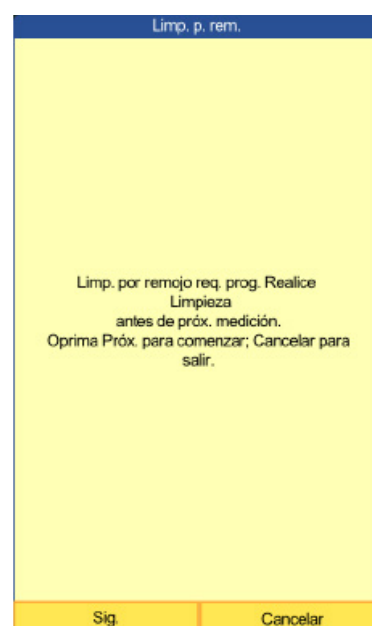 Limp. p. rem.
Limp. por remojo req. prog. Realice
Limpieza
antes de próx. medición.
Oprima Próx. para comenzar; Cancelar para
salir.
Sig.
Cancelar